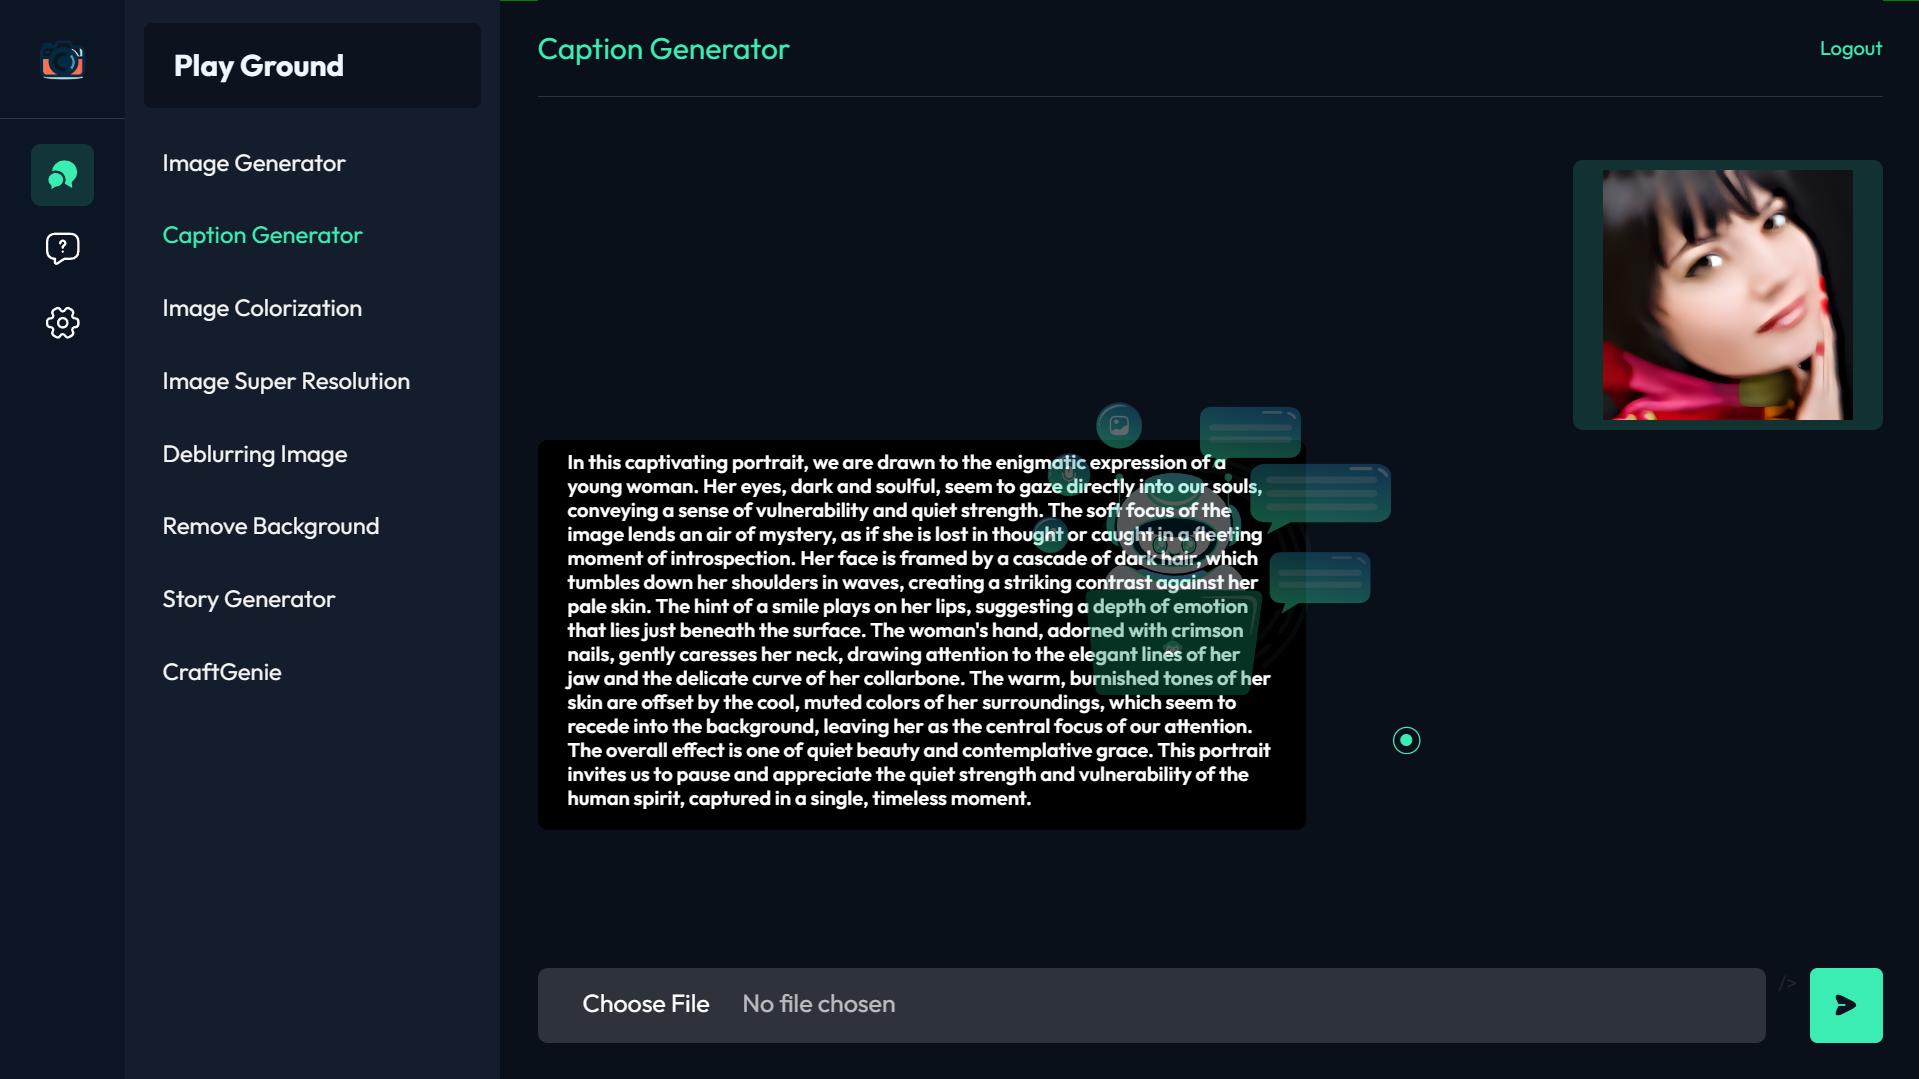 Play Ground
Image Generator
Caption Generator
Image Colorization
Image Super Resolution
Deblurring Image
Remove Background
Story Generator
CraftGenie
Caption Generator
Logout
In this captivating portrait, we are drawn to the enigmatic expression of a
young woman. Her eyes, dark and soulful, seem to gaze directly into our souls,
conveying a sense of vulnerability and quiet strength. The soft focus of the
image lends an air of mystery, as if she is lost in thought or caught in a fleeting
moment of introspection. Her face is framed by a cascade of dark hair, which
tumbles down her shoulders in waves, creating a striking contrast against her
pale skin. The hint of a smile plays on her lips, suggesting a depth of emotion
that lies just beneath the surface. The woman's hand, adorned with crimson
nails, gently caresses her neck, drawing attention to the elegant lines of her
jaw and the delicate curve of her collarbone. The warm, burnished tones of her
skin are offset by the cool, muted colors of her surroundings, which seem to
recede into the background, leaving her as the central focus of our attention.
The overall effect is one of quiet beauty and contemplative grace. This portrait
invites us to pause and appreciate the quiet strength and vulnerability of the
human spirit, captured in a single, timeless moment.
Choose File No file chosen
/>